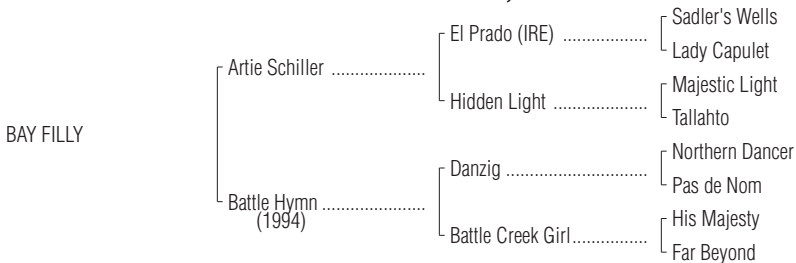 Sadler's Wells
El Prado (IRE) ..................
Lady Capulet
Artie Schiller ....................
Majestic Light
Hidden Light ....................
Tallahto
BAY FILLY
Northern Dancer
Danzig ..............................
Pas de Nom
Battle Hymn ......................
(1994)
His Majesty
Battle Creek Girl................
Far Beyond